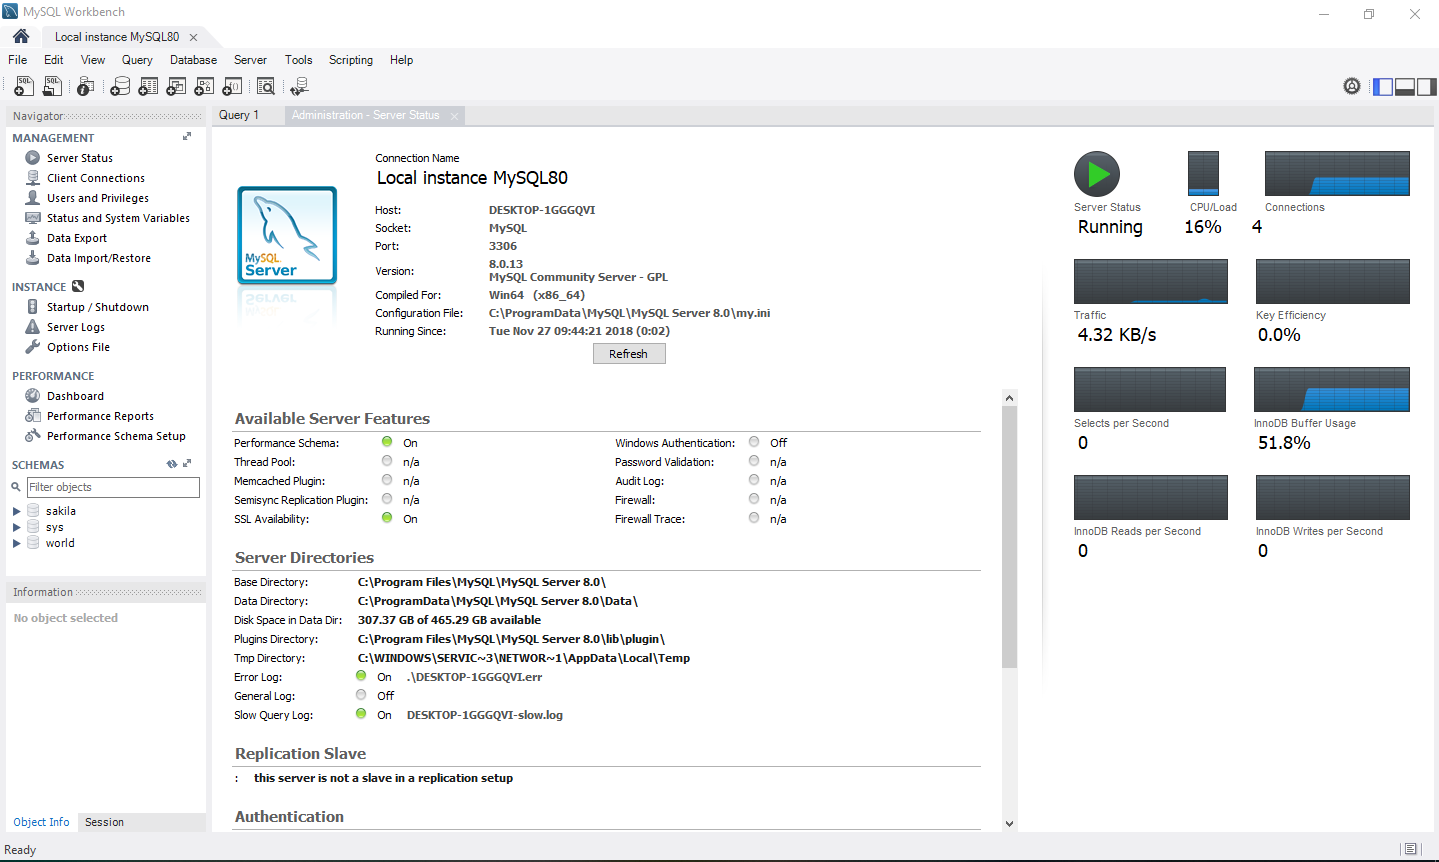 MySQL Workbench
Local instance MySQL80
File Edit View Query Database Server Tools Scripting Help
Navigator
MANAGEMENT
Server Status
Client Connections
Users and Privileges
Status and System Variables
Data Export
Data Import/Restore
INSTANCE
Startup / Shutdown
Server Logs
Options File
PERFORMANCE
Dashboard
Performance Reports
Performance Schema Setup
SCHEMAS
Filter objects
sakila
sys
world
Information
No object selected
Object Info Session
Ready
Query 1 Administration - Server Status
MySQL
Server
Connection Name
Local instance MySQL80
Host: DESKTOP-1GGGQVI
Socket: MySQL
Port: 3306
Version: 8.0.13
MySQL Community Server - GPL
Compiled For: Win64 (x86_64)
Configuration File: C:\ProgramData\MySQL\MySQL Server 8.0\my.ini
Running Since: Tue Nov 27 09:44:21 2018 (0:02)
Refresh
Available Server Features
Performance Schema: On Windows Authentication: Off
Thread Pool: n/a Password Validation: n/a
Memcached Plugin: n/a Audit Log: n/a
Semisync Replication Plugin: n/a Firewall: n/a
SSL Availability: On Firewall Trace: n/a
Server Directories
Base Directory: C:\Program Files\MySQL\MySQL Server 8.0\
Data Directory: C:\ProgramData\MySQL\MySQL Server 8.0\Data\
Disk Space in Data Dir: 307.37 GB of 465.29 GB available
Plugins Directory: C:\Program Files\MySQL\MySQL Server 8.0\lib\plugin\
Tmp Directory: C:\WINDOWS\SERVIC~3\NETWOR~1\AppData\Local\Temp
Error Log: On .\DESKTOP-1GGGQVI.err
General Log: Off
Slow Query Log: On DESKTOP-1GGGQVI-slow.log
Replication Slave
: this server is not a slave in a replication setup
Authentication
Server Status CPU/Load Connections
Running 16% 4
Traffic Key Efficiency
4.32 KB/s 0.0%
Selects per Second InnoDB Buffer Usage
0 51.8%
InnoDB Reads per Second InnoDB Writes per Second
0 0